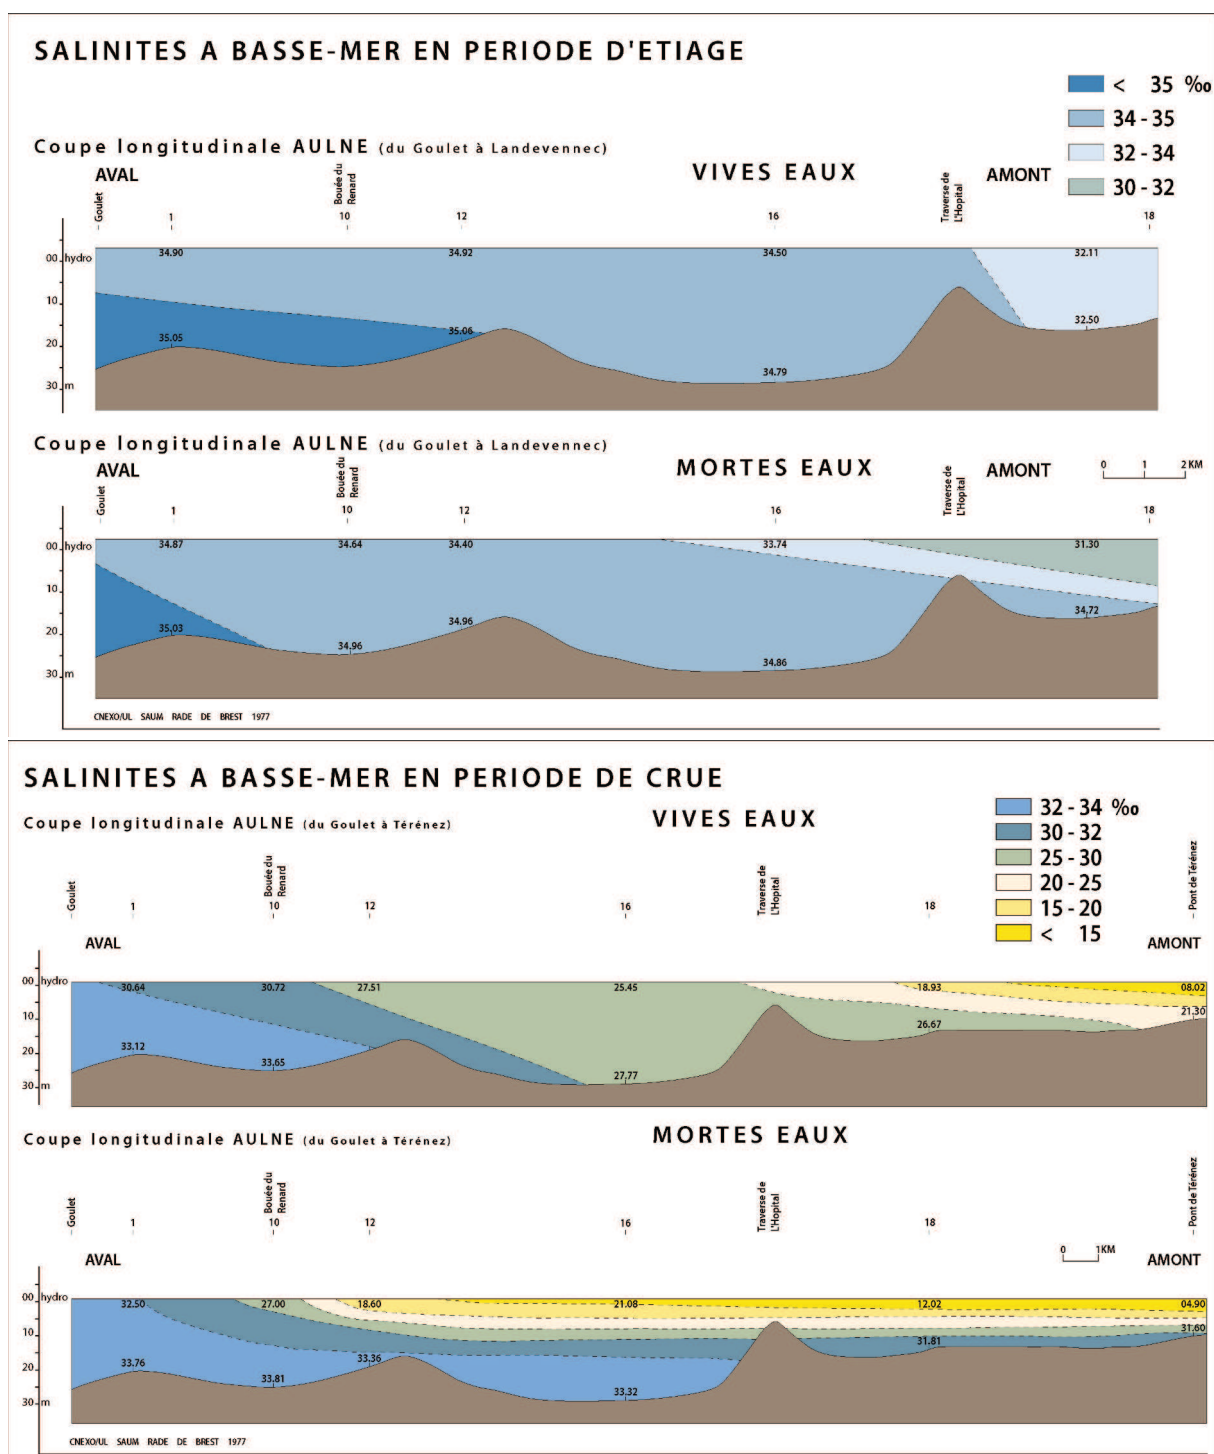 SALINITES A BASSE-MER EN PERIODE D'ETIAGE
< 35 ‰
34 - 35
32 - 34
30 - 32
Coupe longitudinale AULNE (du Goulet à Landevennec)
VIVES EAUX
AVAL
AMONT
Goulet
Bouée du
Renard
Traverse de
L'Hopital
1
10
12
16
18
00 hydro
10
20
30 m
34.90
34.92
34.50
32.11
35.05
35.06
34.79
32.50
Coupe longitudinale AULNE (du Goulet à Landevennec)
MORTES EAUX
AVAL
AMONT
0 1 2 KM
Goulet
Bouée du
Renard
Traverse de
L'Hopital
1
10
12
16
18
00 hydro
10
20
30 m
34.87
34.64
34.40
33.74
31.30
35.03
34.96
34.96
34.86
34,72
CNEXO/UL SAUM RADE DE BREST 1977
SALINITES A BASSE-MER EN PERIODE DE CRUE
32 - 34 ‰
30 - 32
25 - 30
20 - 25
15 - 20
< 15
Coupe longitudinale AULNE (du Goulet à Térénez)
VIVES EAUX
Goulet
Bouée du
Renard
Traverse de
L'Hopital
Pont de Térénez
1
10
12
16
18
AVAL
AMONT
00 hydro
10
20
30 m
30.64
30.72
27.51
25.45
18.93
08.02
33.12
33.65
27.77
26.67
21.30
Coupe longitudinale AULNE (du Goulet à Térénez)
MORTES EAUX
Goulet
Bouée du
Renard
Traverse de
L'Hopital
Pont de Térénez
1
10
12
16
18
AVAL
0 1KM
AMONT
00 hydro
10
20
30 m
32.50
27.00
18.60
21.08
12.02
04.90
33.76
33.81
33.36
33.32
31.81
31.60
CNEXO/UL SAUM RADE DE BREST 1977